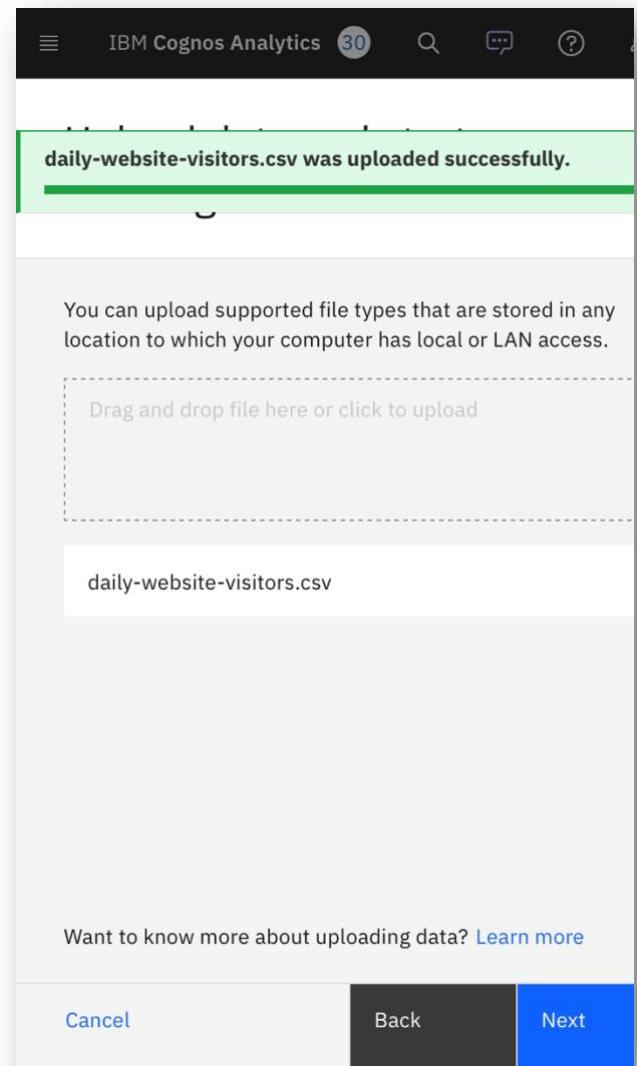 IBM Cognos Analytics 30
daily-website-visitors.csv was uploaded successfully.
You can upload supported file types that are stored in any
location to which your computer has local or LAN access.
Drag and drop file here or click to upload
daily-website-visitors.csv
Want to know more about uploading data? Learn more
Cancel Back Next